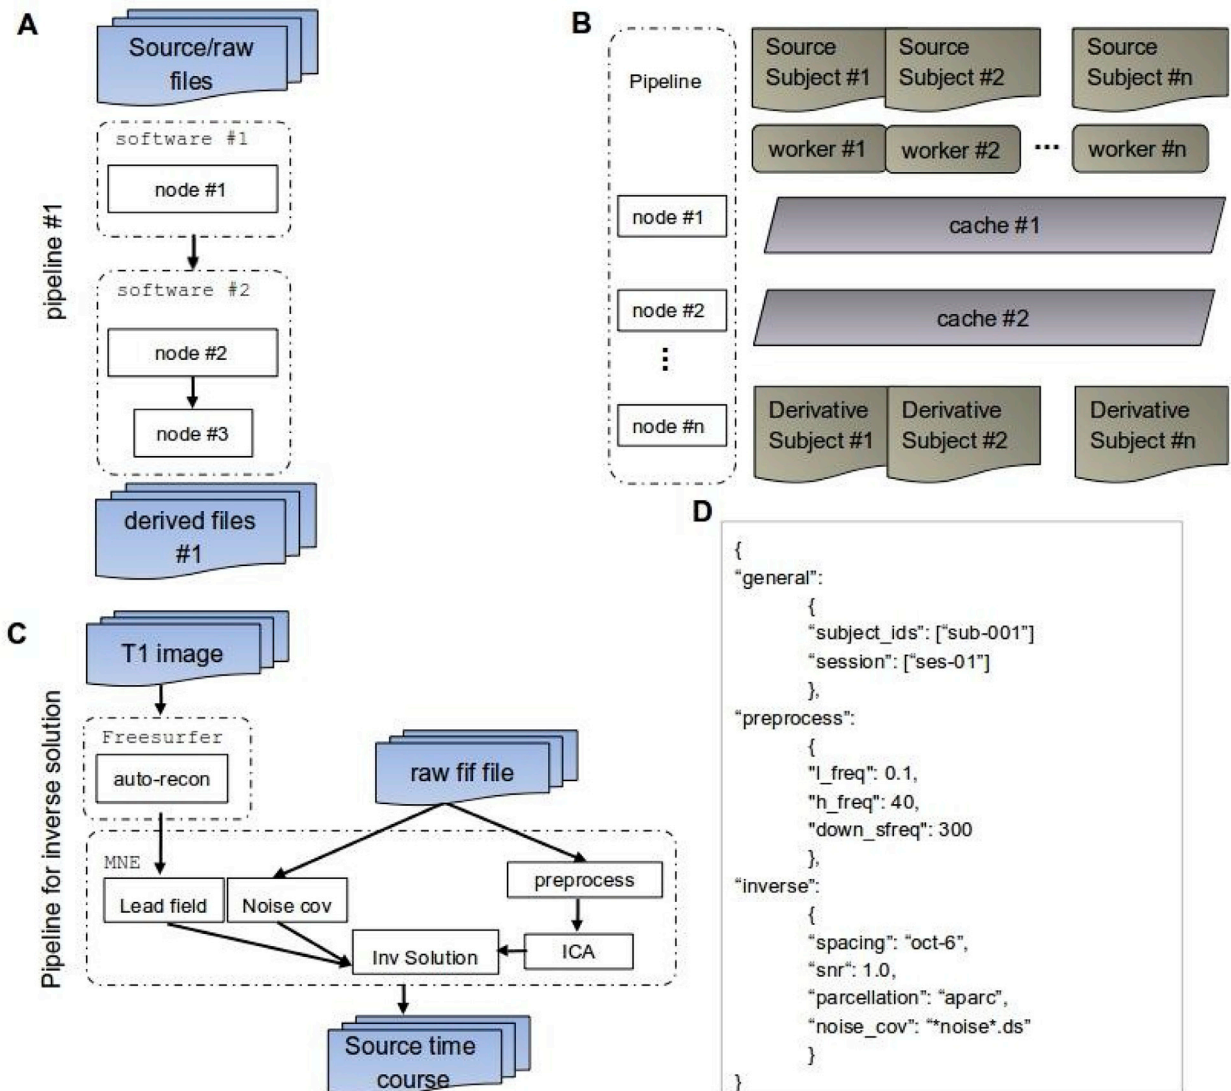 A
Source/raw
files
pipeline #1
software #1
node #1
software #2
node #2
node #3
derived files
#1
B
Pipeline
node #1
node #2
⋮
node #n
Source
Subject #1
Source
Subject #2
Source
Subject #n
worker #1
worker #2
...
worker #n
cache #1
cache #2
Derivative
Subject #1
Derivative
Subject #2
Derivative
Subject #n
C
Pipeline for inverse solution
T1 image
Freesurfer
auto-recon
raw fif file
MNE
Lead field
Noise cov
preprocess
Inv Solution
ICA
Source time
course
D
{
“general”:
{
“subject_ids”: [“sub-001”]
“session”: [“ses-01”]
},
“preprocess”:
{
"l_freq": 0.1,
"h_freq": 40,
"down_sfreq": 300
},
“inverse”:
{
“spacing”: “oct-6”,
“snr“: 1.0,
“parcellation”: “aparc”,
“noise_cov”: “*noise*.ds”
}
}